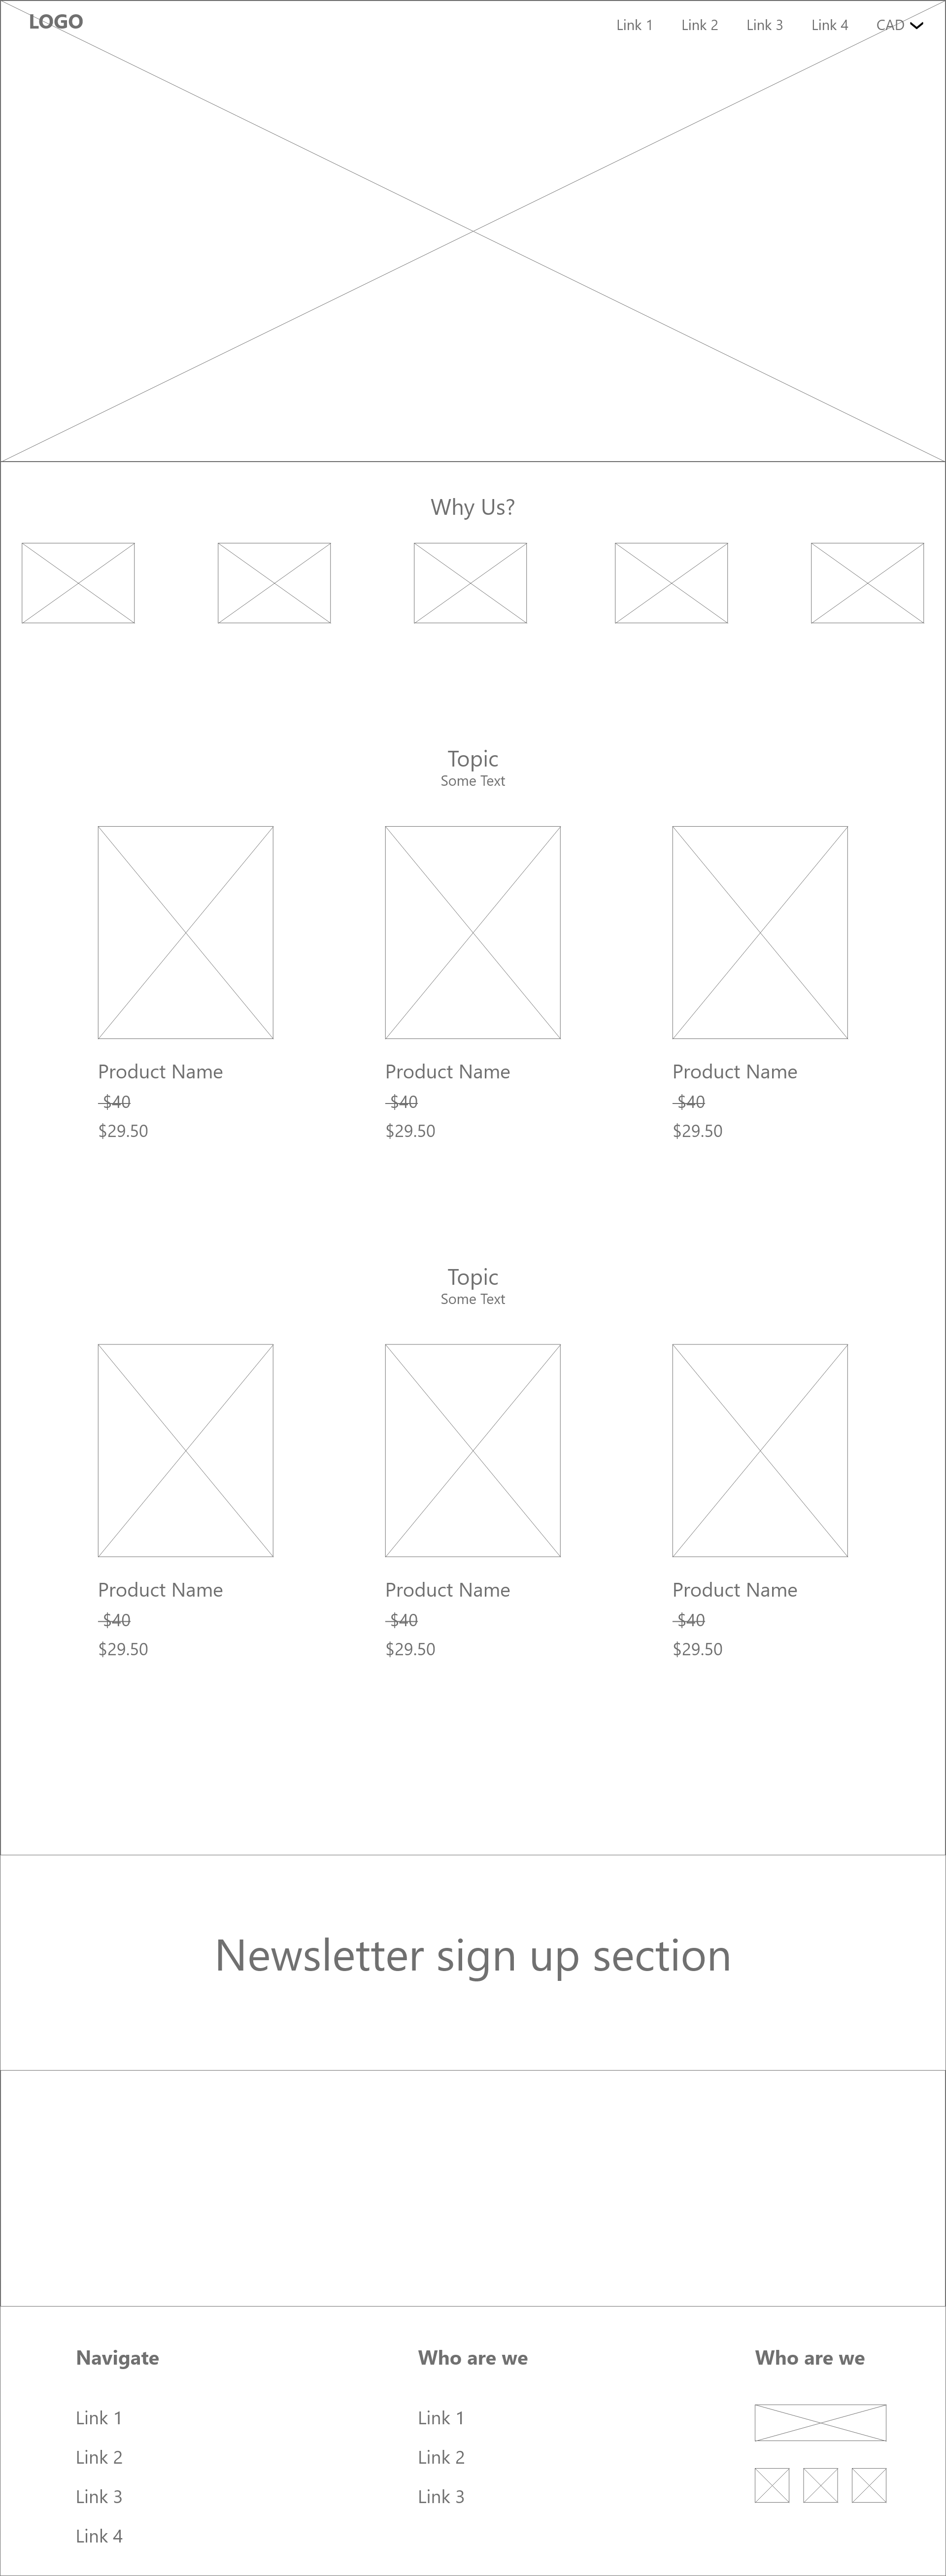 LOGO Link 1 Link 2 Link 3 Link 4 CAD
Why Us?
Topic
Some Text
Product Name Product Name Product Name
$40 $40 $40
$29.50 $29.50 $29.50
Topic
Some Text
Product Name Product Name Product Name
$40 $40 $40
$29.50 $29.50 $29.50
Newsletter sign up section
Navigate Who are we Who are we
Link 1 Link 1
Link 2 Link 2
Link 3 Link 3
Link 4